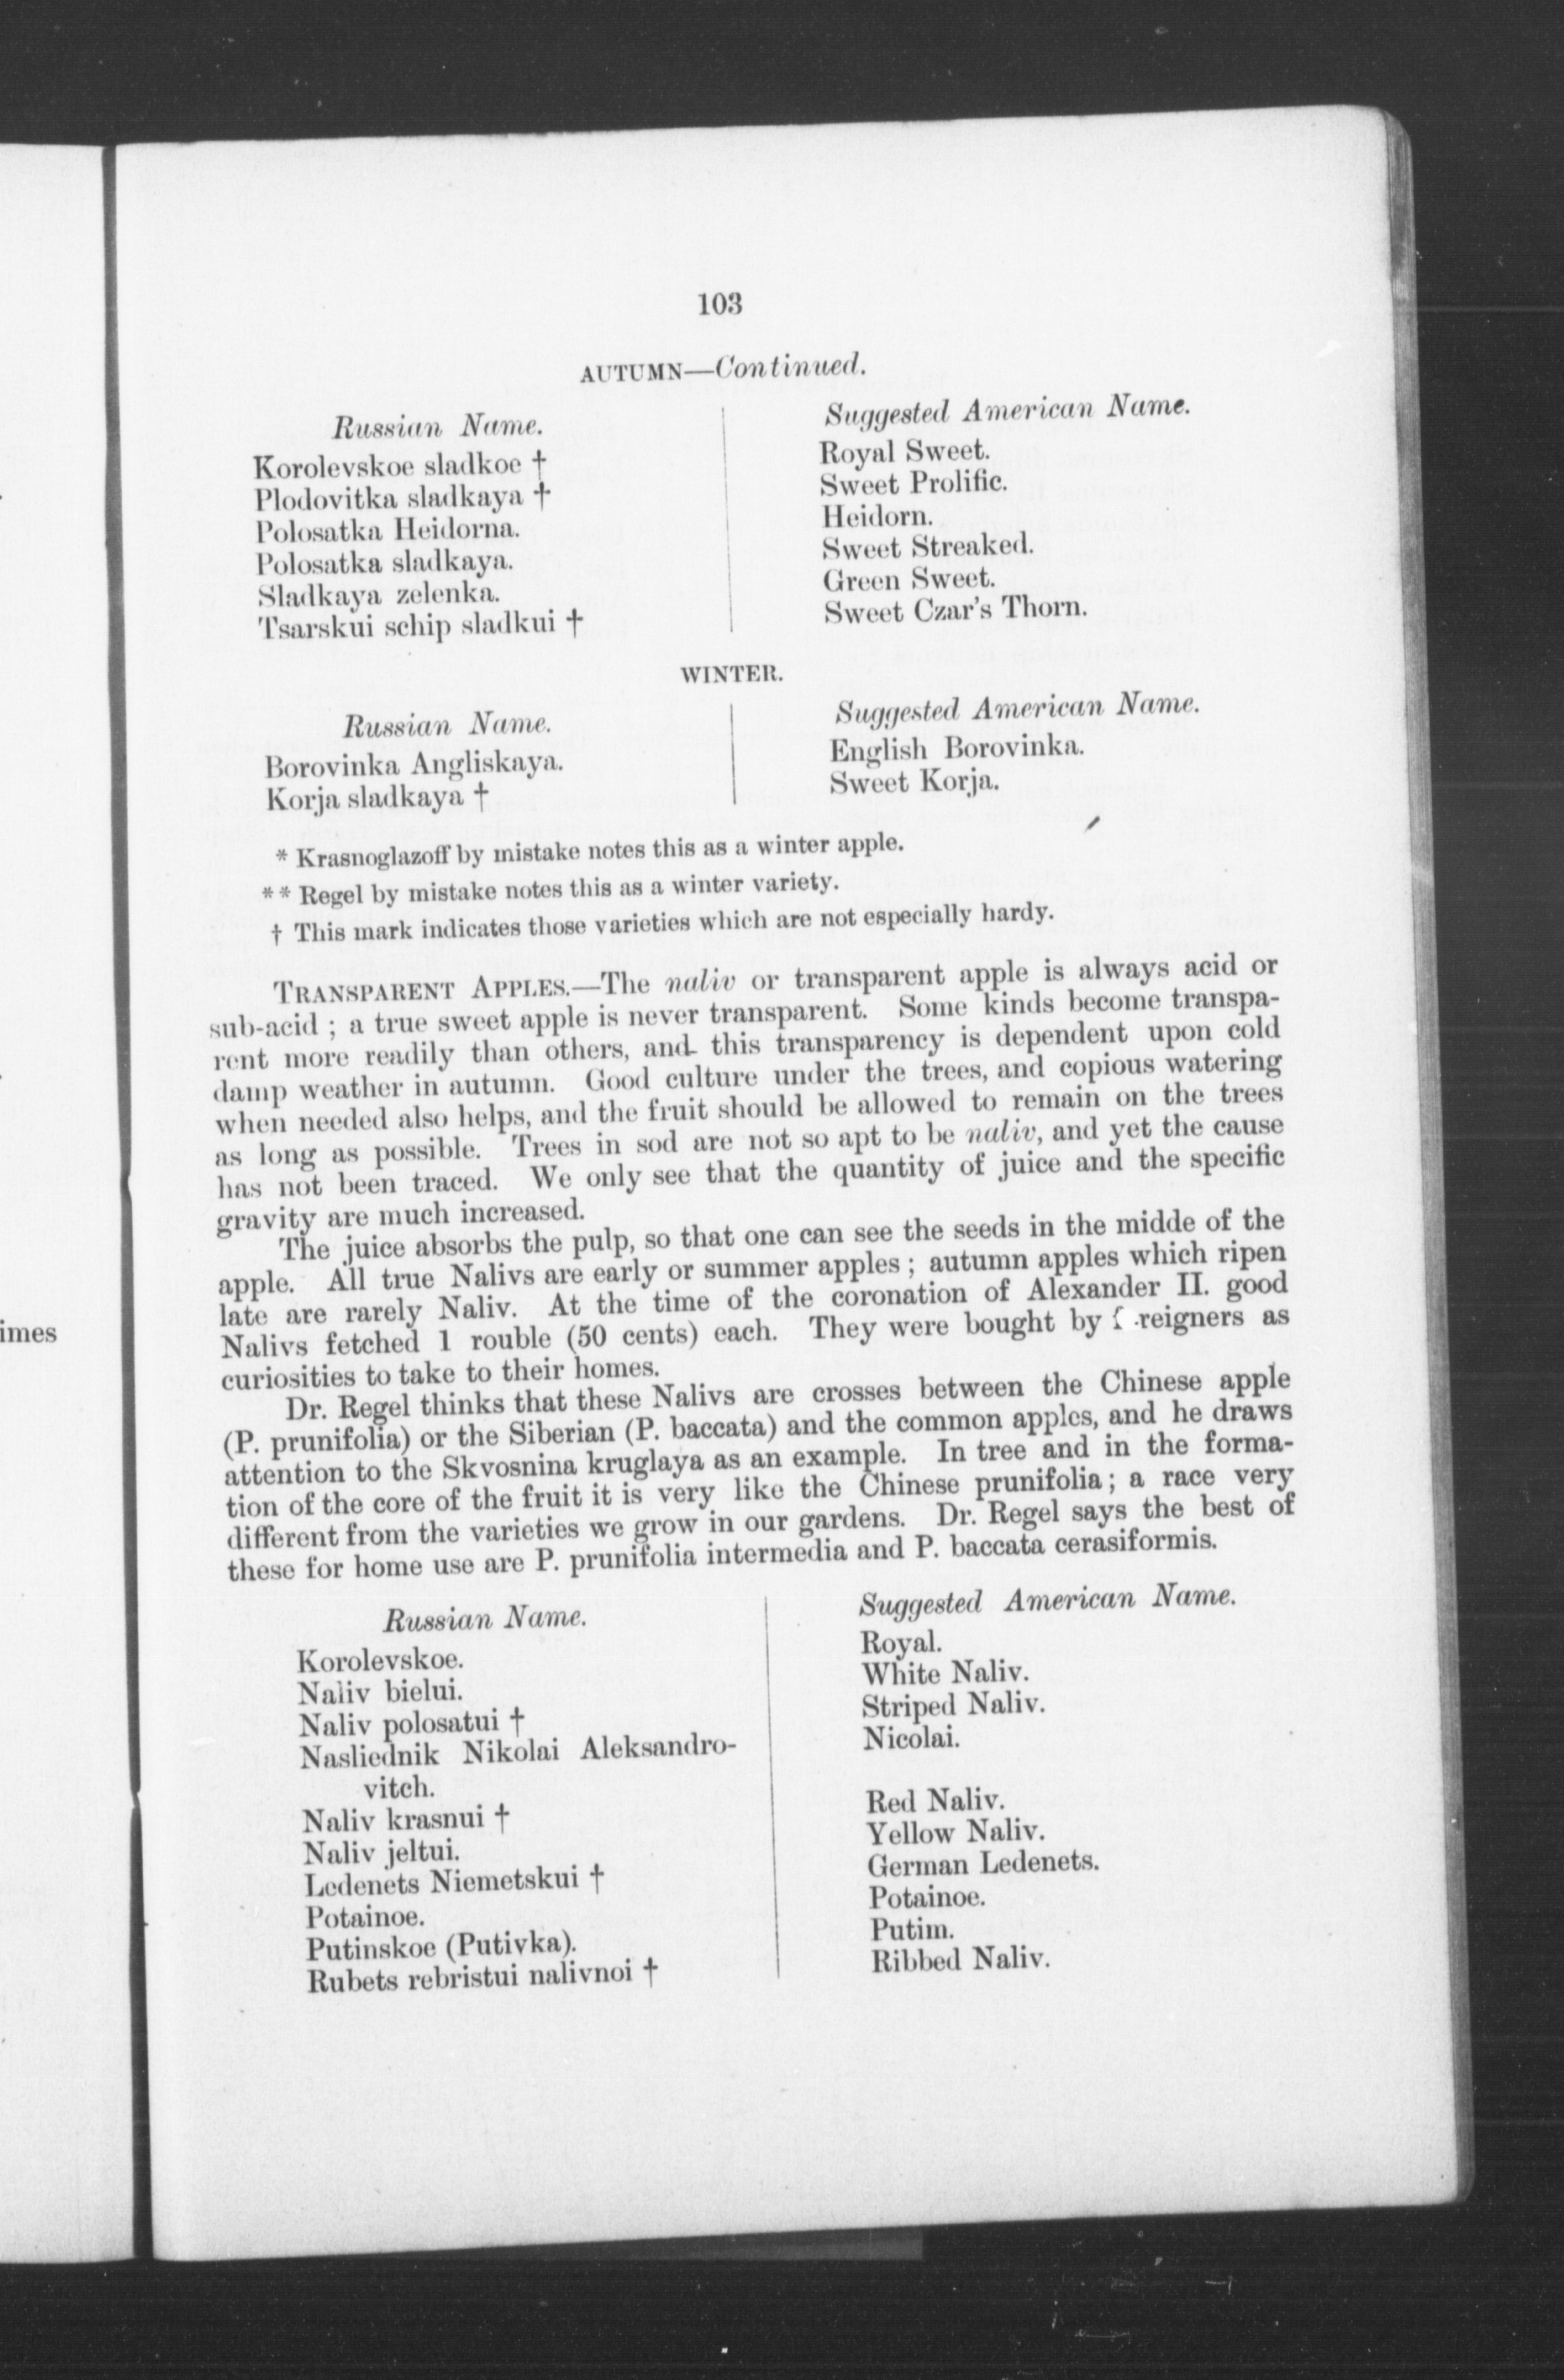 103
AUTUMN—Continued.
Russian Name. Suggested American Name.
Korolevskoe sladkoe † Royal Sweet.
Plodovitka sladkaya † Sweet Prolific.
Polosatka Heidorna. Heidorn.
Polosatka sladkaya. Sweet Streaked.
Sladkaya zelenka. Green Sweet.
Tsarskui schip sladkui † Sweet Czar's Thorn.
WINTER.
Russian Name. Suggested American Name.
Borovinka Angliskaya. English Borovinka.
Korja sladkaya † Sweet Korja.
* Krasnoglazoff by mistake notes this as a winter apple.
** Regel by mistake notes this as a winter variety.
† This mark indicates those varieties which are not especially hardy.
TRANSPARENT APPLES.—The naliv or transparent apple is always acid or
sub-acid ; a true sweet apple is never transparent. Some kinds become transpa-
rent more readily than others, and this transparency is dependent upon cold
damp weather in autumn. Good culture under the trees, and copious watering
when needed also helps, and the fruit should be allowed to remain on the trees
as long as possible. Trees in sod are not so apt to be naliv, and yet the cause
has not been traced. We only see that the quantity of juice and the specific
gravity are much increased.
The juice absorbs the pulp, so that one can see the seeds in the midde of the
apple. All true Nalivs are early or summer apples ; autumn apples which ripen
late are rarely Naliv. At the time of the coronation of Alexander II. good
Nalivs fetched 1 rouble (50 cents) each. They were bought by f reigners as
curiosities to take to their homes.
Dr. Regel thinks that these Nalivs are crosses between the Chinese apple
(P. prunifolia) or the Siberian (P. baccata) and the common apples, and he draws
attention to the Skvosnina kruglaya as an example. In tree and in the forma-
tion of the core of the fruit it is very like the Chinese prunifolia ; a race very
different from the varieties we grow in our gardens. Dr. Regel says the best of
these for home use are P. prunifolia intermedia and P. baccata cerasiformis.
Russian Name. Suggested American Name.
Korolevskoe. Royal.
Naliv bielui. White Naliv.
Naliv polosatui † Striped Naliv.
Nasliednik Nikolai Aleksandro- Nicolai.
vitch.
Naliv krasnui † Red Naliv.
Naliv jeltui. Yellow Naliv.
Ledenets Niemetskui † German Ledenets.
Potainoe. Potainoe.
Putinskoe (Putivka). Putim.
Rubets rebristui nalivnoi † Ribbed Naliv.
imes